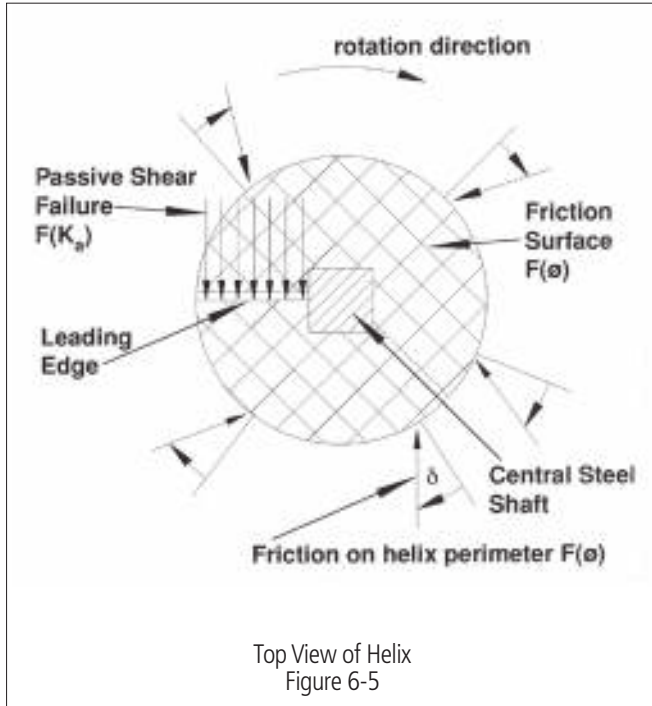 rotation direction
Passive Shear
Failure
F(Kₐ)
Friction
Surface
F(ø)
Leading
Edge
δ
Central Steel
Shaft
Friction on helix perimeter F(ø)
Top View of Helix
Figure 6-5